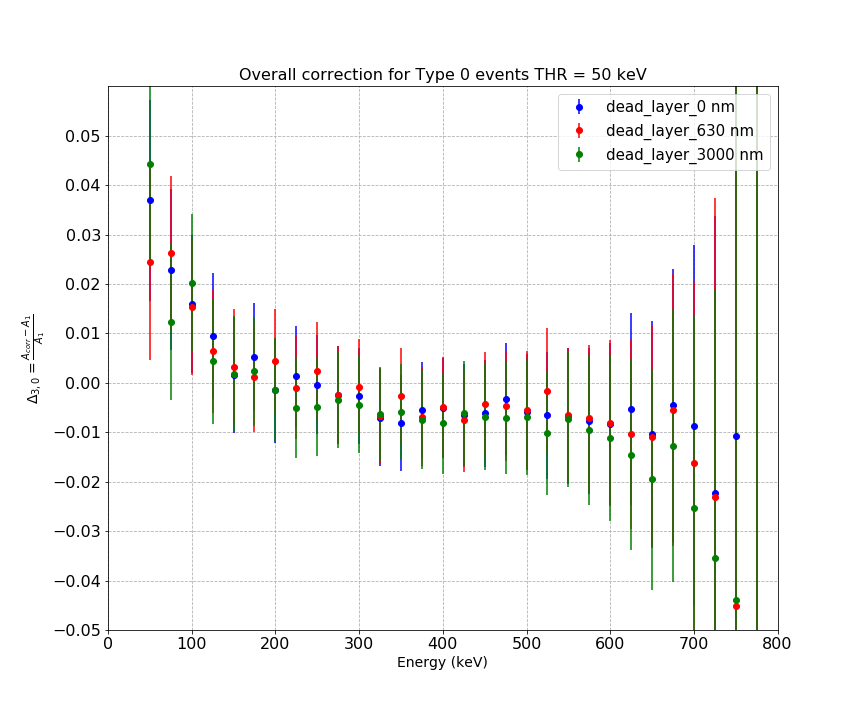 Overall correction for Type 0 events THR = 50 keV
dead_layer_0 nm
dead_layer_630 nm
dead_layer_3000 nm
0.05
0.04
0.03
0.02
0.01
0.00
−0.01
−0.02
−0.03
−0.04
−0.05
Δ₃,₀ = (A_corr − A₁)/A₁
0 100 200 300 400 500 600 700 800
Energy (keV)